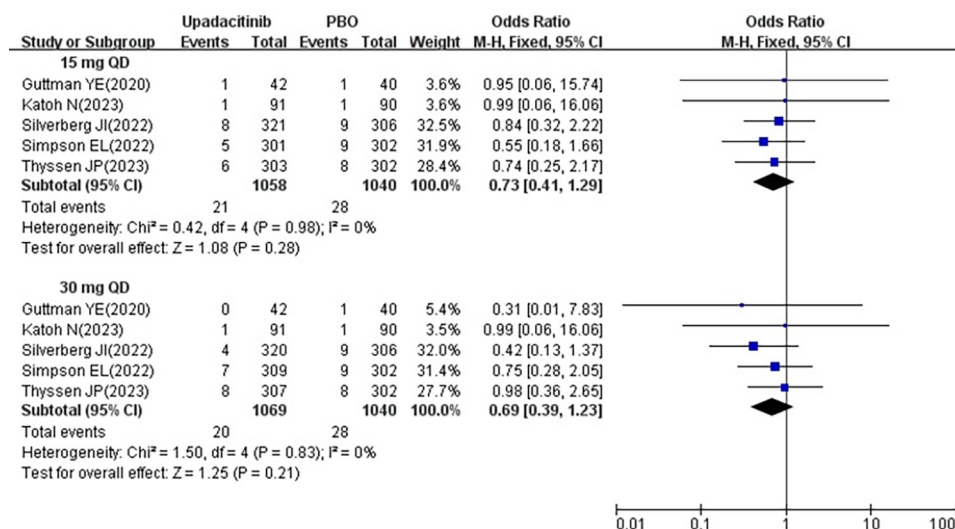 Upadacitinib PBO Odds Ratio Odds Ratio
Study or Subgroup Events Total Events Total Weight M-H, Fixed, 95% CI M-H, Fixed, 95% CI
15 mg QD
Guttman YE(2020) 1 42 1 40 3.6% 0.95 [0.06, 15.74]
Katoh N(2023) 1 91 1 90 3.6% 0.99 [0.06, 16.06]
Silverberg JI(2022) 8 321 9 306 32.5% 0.84 [0.32, 2.22]
Simpson EL(2022) 5 301 9 302 31.9% 0.55 [0.18, 1.66]
Thyssen JP(2023) 6 303 8 302 28.4% 0.74 [0.25, 2.17]
Subtotal (95% CI) 1058 1040 100.0% 0.73 [0.41, 1.29]
Total events 21 28
Heterogeneity: Chi² = 0.42, df = 4 (P = 0.98); I² = 0%
Test for overall effect: Z = 1.08 (P = 0.28)
30 mg QD
Guttman YE(2020) 0 42 1 40 5.4% 0.31 [0.01, 7.83]
Katoh N(2023) 1 91 1 90 3.5% 0.99 [0.06, 16.06]
Silverberg JI(2022) 4 320 9 306 32.0% 0.42 [0.13, 1.37]
Simpson EL(2022) 7 309 9 302 31.4% 0.75 [0.28, 2.05]
Thyssen JP(2023) 8 307 8 302 27.7% 0.98 [0.36, 2.65]
Subtotal (95% CI) 1069 1040 100.0% 0.69 [0.39, 1.23]
Total events 20 28
Heterogeneity: Chi² = 1.50, df = 4 (P = 0.83); I² = 0%
Test for overall effect: Z = 1.25 (P = 0.21)
0.01 0.1 1 10 100